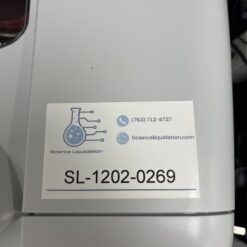 (763) 712-9727
Scienceliquidation.com
Science Liquidation
SL-1202-0269